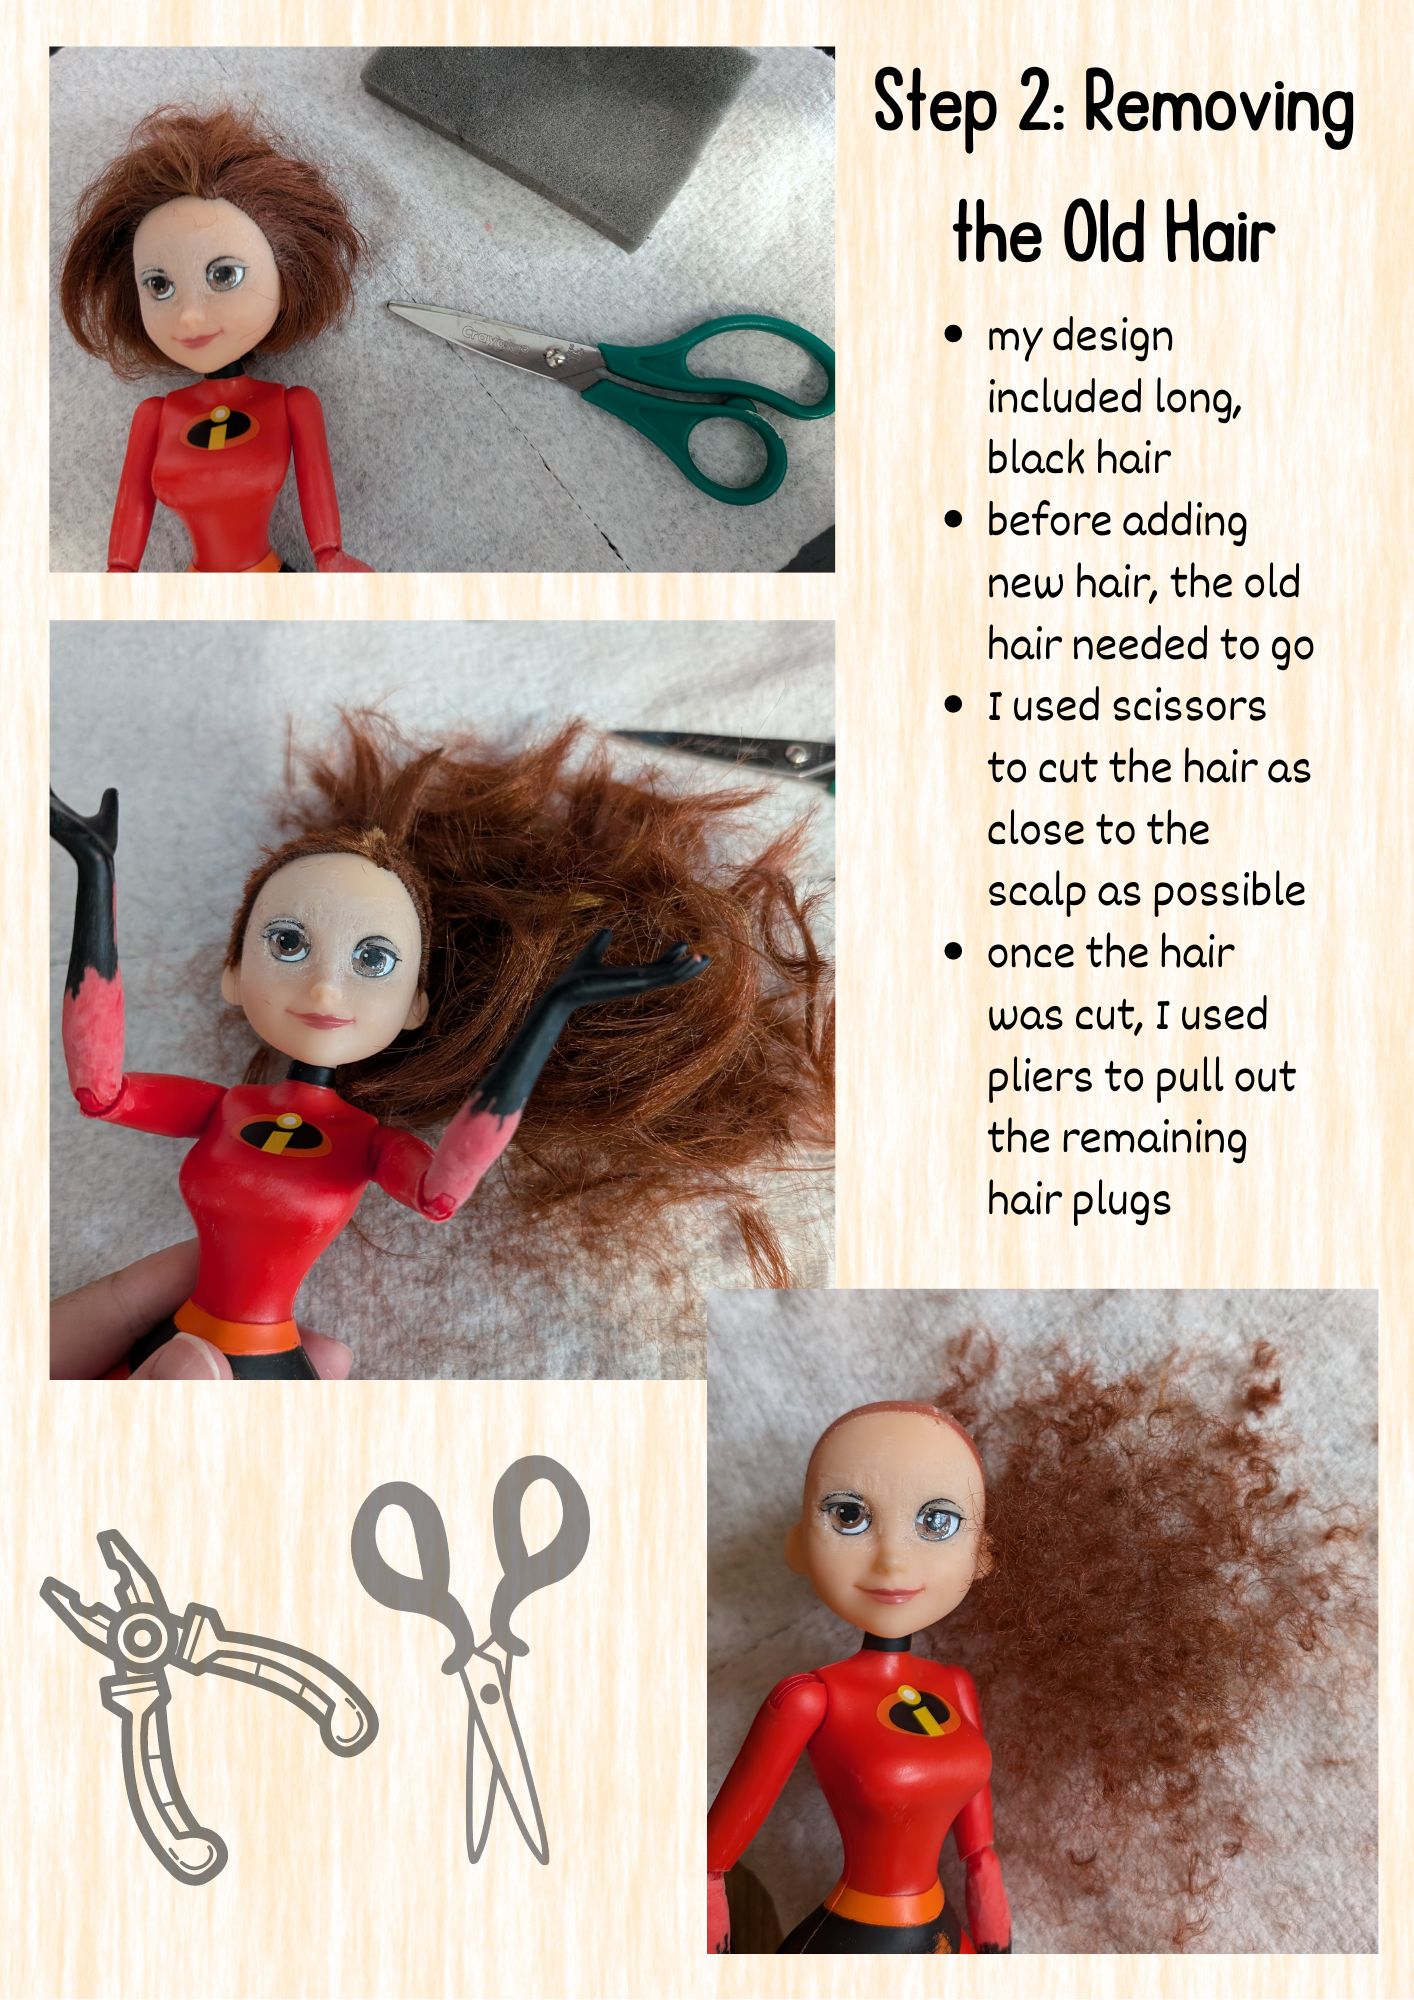 Step 2: Removing
the Old Hair
• my design
included long,
black hair
• before adding
new hair, the old
hair needed to go
• I used scissors
to cut the hair as
close to the
scalp as possible
• once the hair
was cut, I used
pliers to pull out
the remaining
hair plugs
Crayola
i
i
i